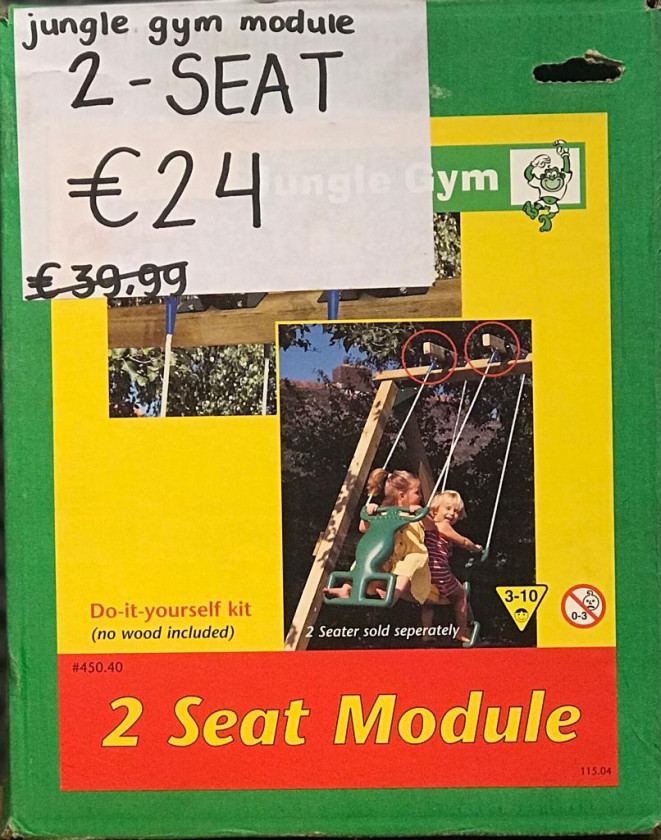 jungle gym module
2-SEAT
€24
€39.99
Jungle Gym
Do-it-yourself kit
(no wood included)
2 Seater sold seperately
3-10
0-3
#450.40
2 Seat Module
115.04